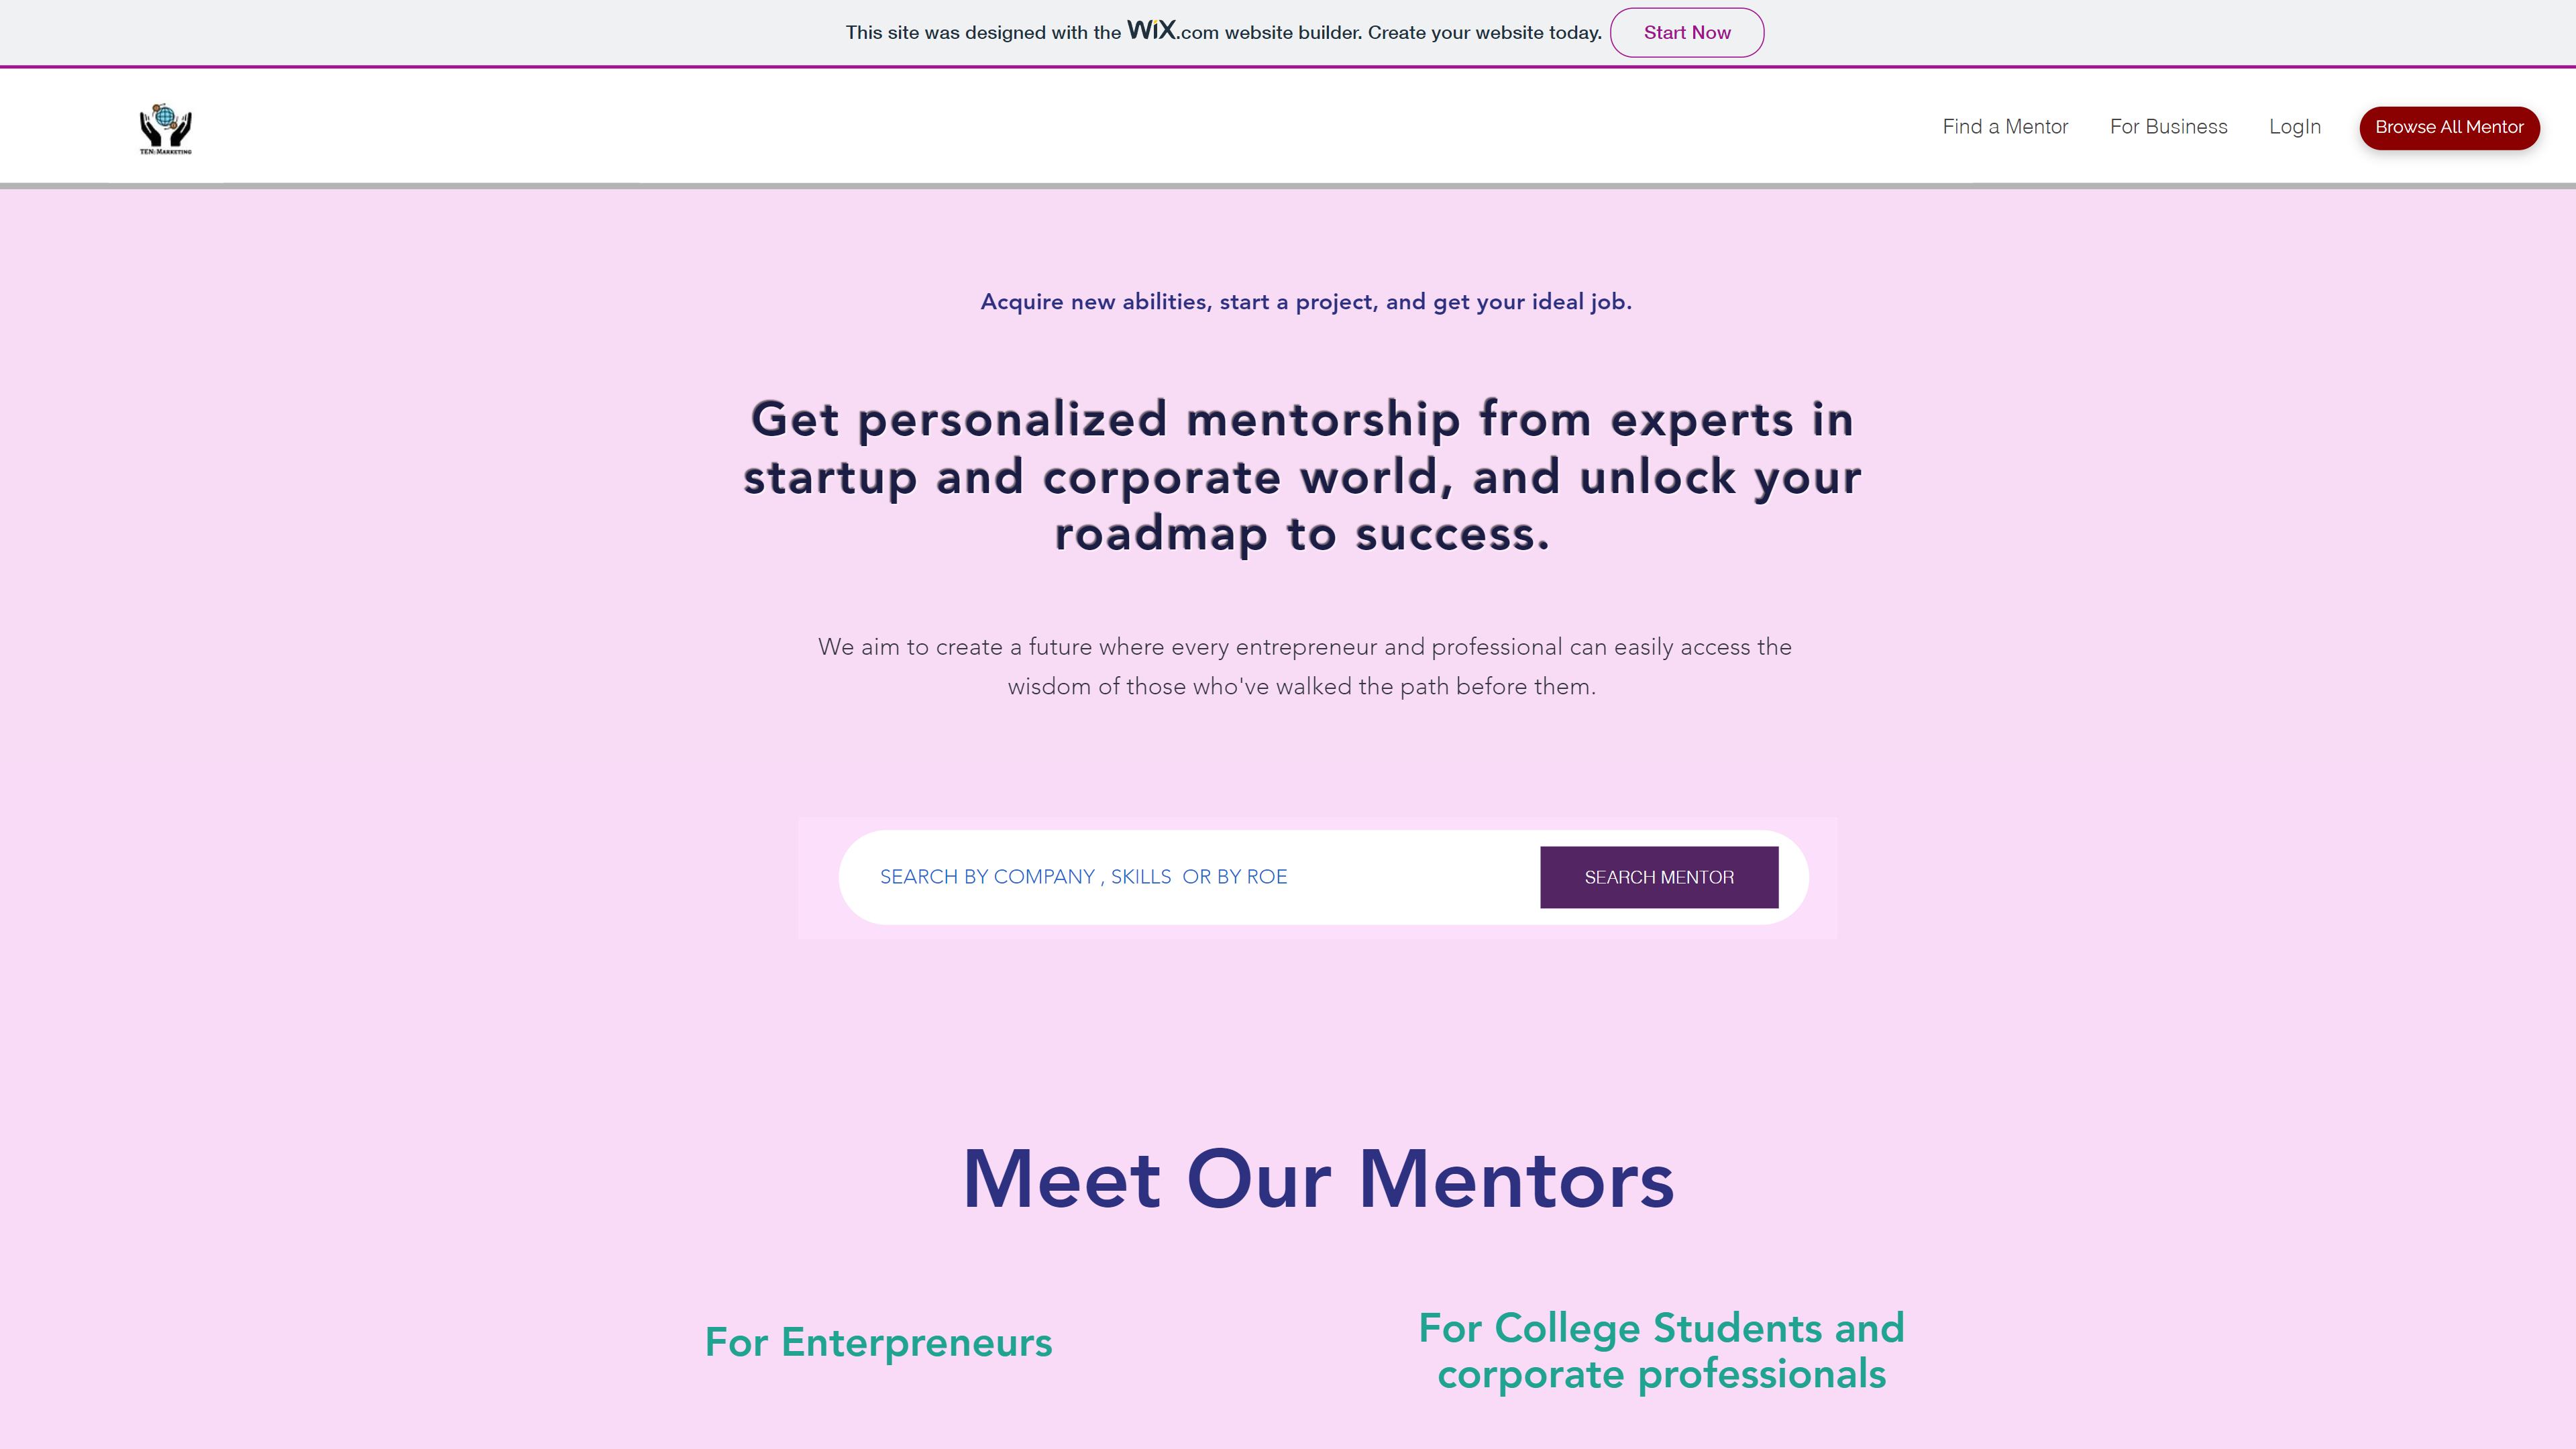 This site was designed with the WiX.com website builder. Create your website today. Start Now
TEN: MARKETING
Find a Mentor For Business LogIn Browse All Mentor
Acquire new abilities, start a project, and get your ideal job.
Get personalized mentorship from experts in
startup and corporate world, and unlock your
roadmap to success.
We aim to create a future where every entrepreneur and professional can easily access the
wisdom of those who've walked the path before them.
SEARCH BY COMPANY , SKILLS  OR BY ROE SEARCH MENTOR
Meet Our Mentors
For Enterpreneurs
For College Students and
corporate professionals